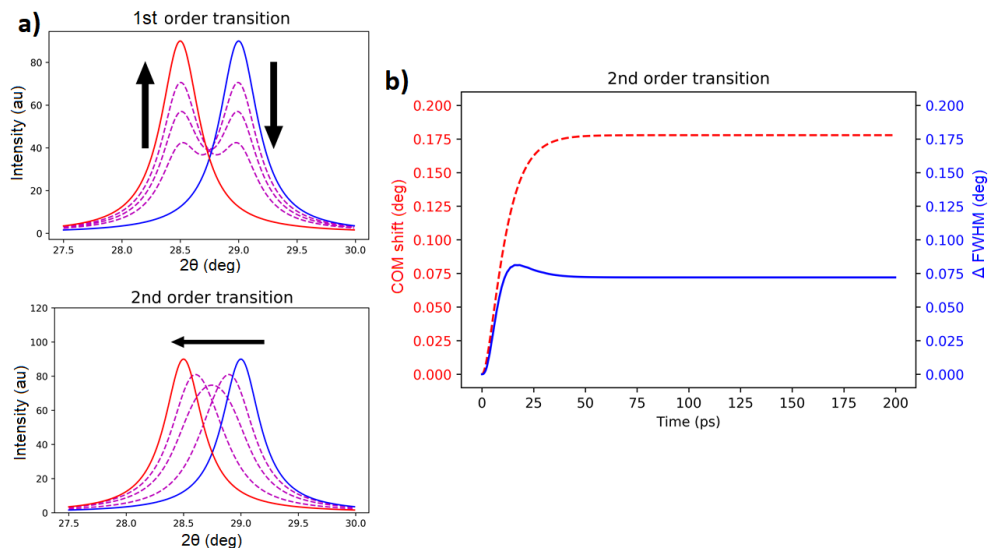 a)
1st order transition
Intensity (au)
80
60
40
20
0
27.5 28.0 28.5 29.0 29.5 30.0
2θ (deg)
2nd order transition
Intensity (au)
120
100
80
60
40
20
0
27.5 28.0 28.5 29.0 29.5 30.0
2θ (deg)
b)
2nd order transition
COM shift (deg)
0.200
0.175
0.150
0.125
0.100
0.075
0.050
0.025
0.000
0 25 50 75 100 125 150 175 200
Time (ps)
0.200
0.175
0.150
0.125
0.100
0.075
0.050
0.025
0.000
Δ FWHM (deg)